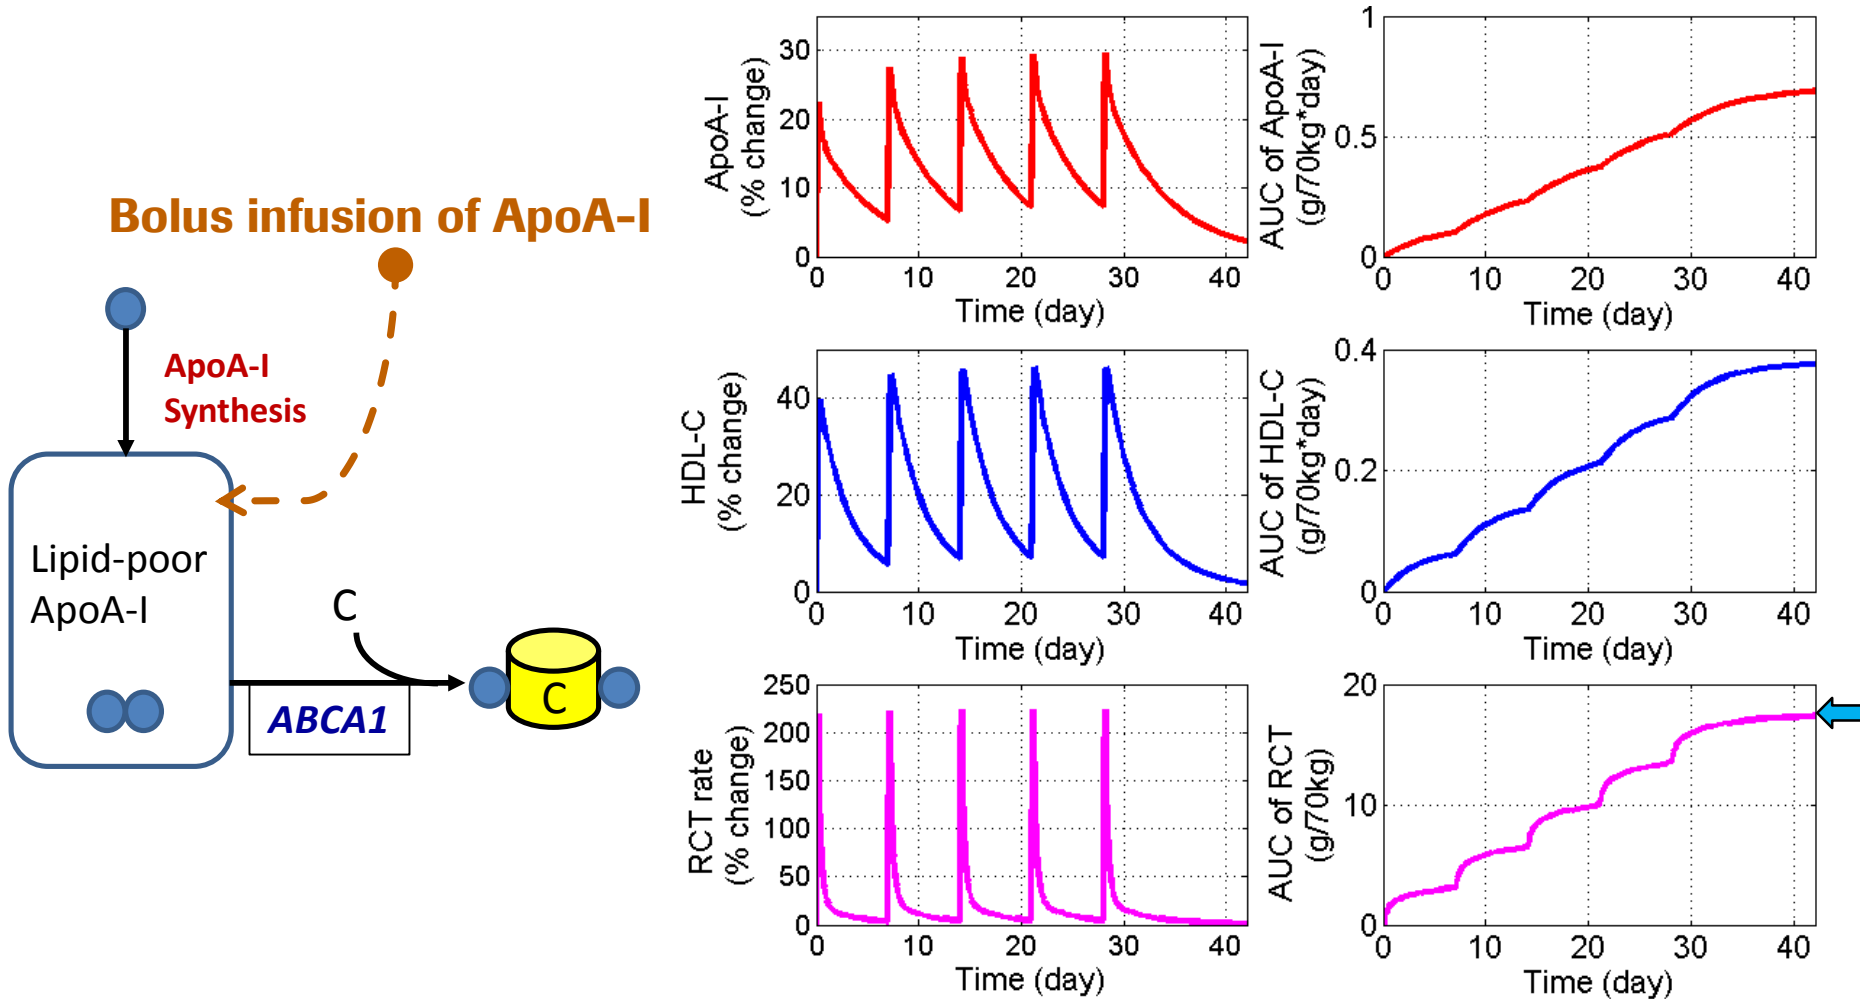 Bolus infusion of ApoA-I
ApoA-I
Synthesis
Lipid-poor
ApoA-I
C
ABCA1
C
ApoA-I
(% change)
30
20
10
0
0 10 20 30 40
Time (day)
AUC of ApoA-I
(g/70kg*day)
1
0.5
0
0 10 20 30 40
Time (day)
HDL-C
(% change)
40
20
0
0 10 20 30 40
Time (day)
AUC of HDL-C
(g/70kg*day)
0.4
0.2
0
0 10 20 30 40
Time (day)
RCT rate
(% change)
250
200
150
100
50
0
0 10 20 30 40
Time (day)
AUC of RCT
(g/70kg)
20
10
0
0 10 20 30 40
Time (day)